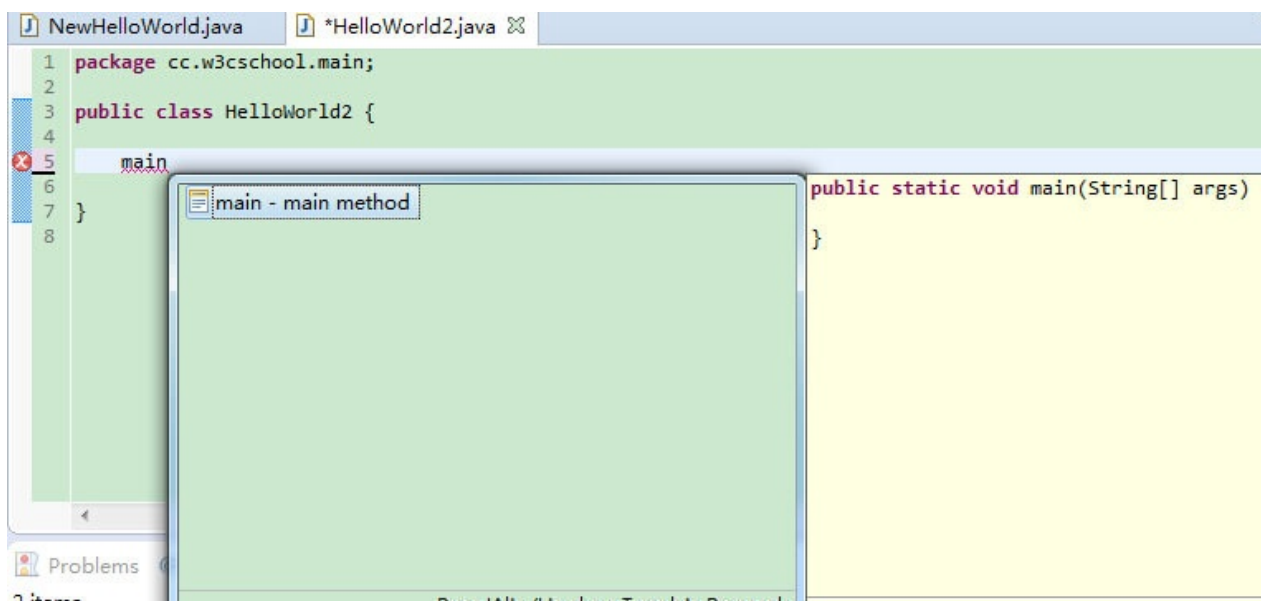 NewHelloWorld.java
*HelloWorld2.java
1 package cc.w3cschool.main;
2
3 public class HelloWorld2 {
4
5 main
6
7 }
8
main - main method
public static void main(String[] args)
}
Problems